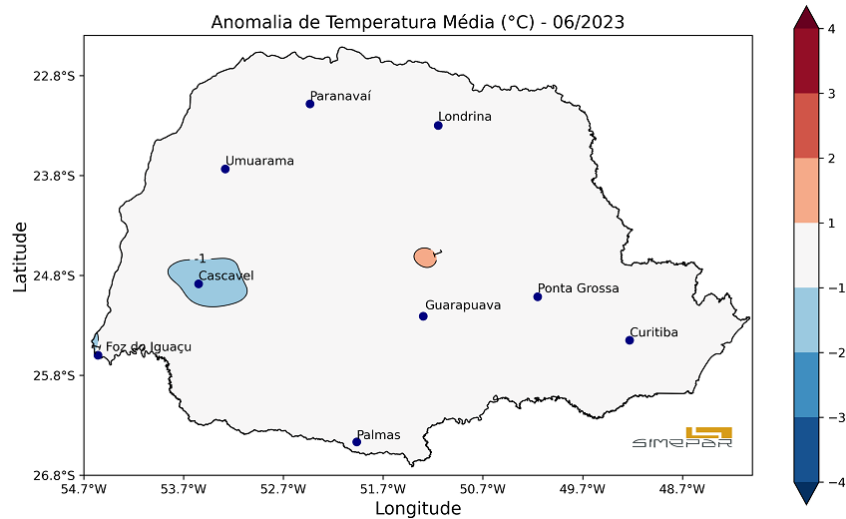 Anomalia de Temperatura Média (°C) - 06/2023
4
3
2
1
−1
−2
−3
−4
Latitude
22.8°S
23.8°S
24.8°S
25.8°S
26.8°S
Paranavaí
Londrina
Umuarama
-1
Cascavel
Ponta Grossa
Guarapuava
Curitiba
Foz do Iguaçu
Palmas
SIMEPAR
54.7°W
53.7°W
52.7°W
51.7°W
50.7°W
49.7°W
48.7°W
Longitude